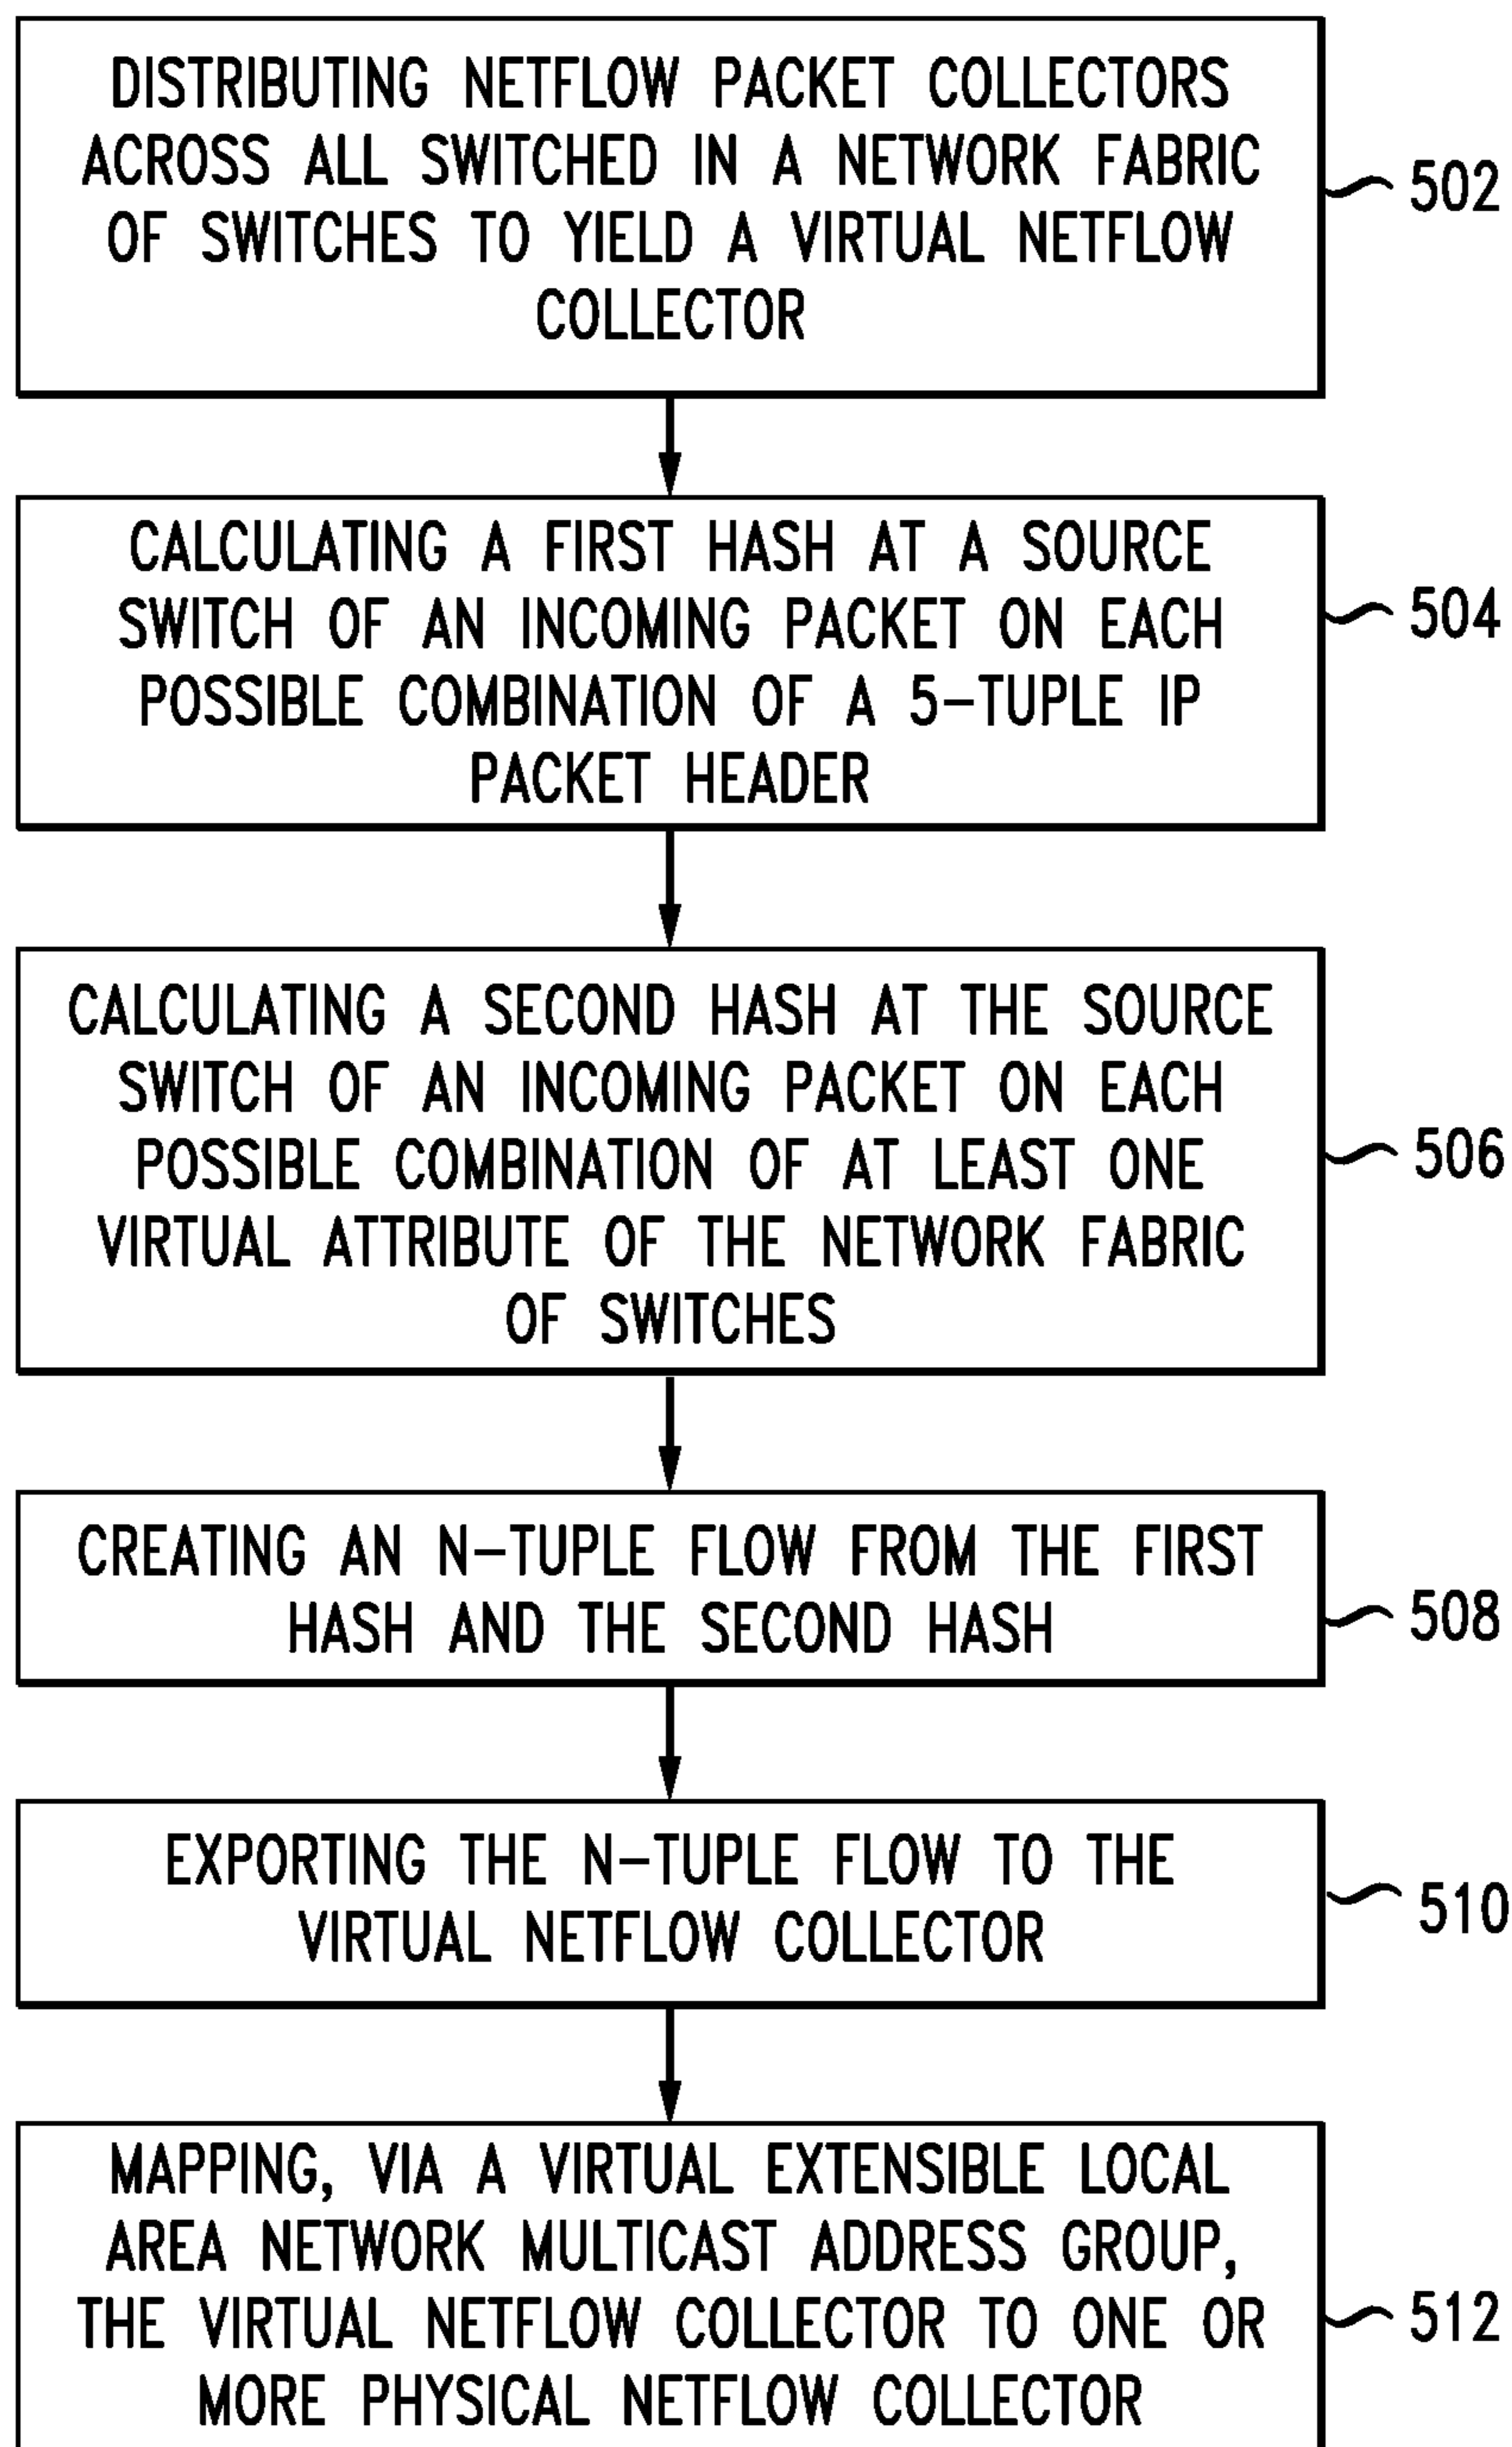 DISTRIBUTING NETFLOW PACKET COLLECTORS
ACROSS ALL SWITCHED IN A NETWORK FABRIC
OF SWITCHES TO YIELD A VIRTUAL NETFLOW
COLLECTOR
502
CALCULATING A FIRST HASH AT A SOURCE
SWITCH OF AN INCOMING PACKET ON EACH
POSSIBLE COMBINATION OF A 5-TUPLE IP
PACKET HEADER
504
CALCULATING A SECOND HASH AT THE SOURCE
SWITCH OF AN INCOMING PACKET ON EACH
POSSIBLE COMBINATION OF AT LEAST ONE
VIRTUAL ATTRIBUTE OF THE NETWORK FABRIC
OF SWITCHES
506
CREATING AN N-TUPLE FLOW FROM THE FIRST
HASH AND THE SECOND HASH
508
EXPORTING THE N-TUPLE FLOW TO THE
VIRTUAL NETFLOW COLLECTOR
510
MAPPING, VIA A VIRTUAL EXTENSIBLE LOCAL
AREA NETWORK MULTICAST ADDRESS GROUP,
THE VIRTUAL NETFLOW COLLECTOR TO ONE OR
MORE PHYSICAL NETFLOW COLLECTOR
512